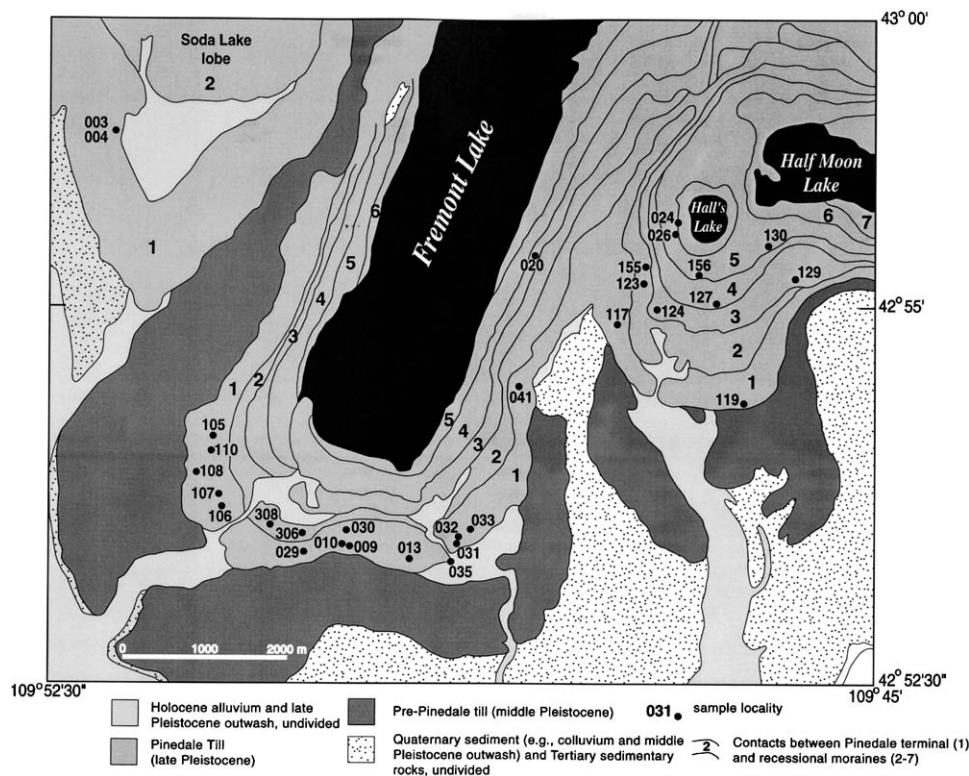 43° 00'
Soda Lake
lobe
2
003
004
1
Fremont Lake
6
5
4
3
2
1
Half Moon
Lake
Hall's
Lake
6
7
024
026
130
020
155
123
156
5
129
4
127
124
3
117
42° 55'
2
1
119
041
5
4
3
2
1
105
110
108
107
106
308
306
030
032
033
029
010
009
013
031
035
0 1000 2000 m
109° 52' 30"
42° 52' 30"
109° 45'
Holocene alluvium and late
Pleistocene outwash, undivided
Pre-Pinedale till (middle Pleistocene)
031 sample locality
Pinedale Till
(late Pleistocene)
Quaternary sediment (e.g., colluvium and middle
Pleistocene outwash) and Tertiary sedimentary
rocks, undivided
2 Contacts between Pinedale terminal (1)
and recessional moraines (2-7)